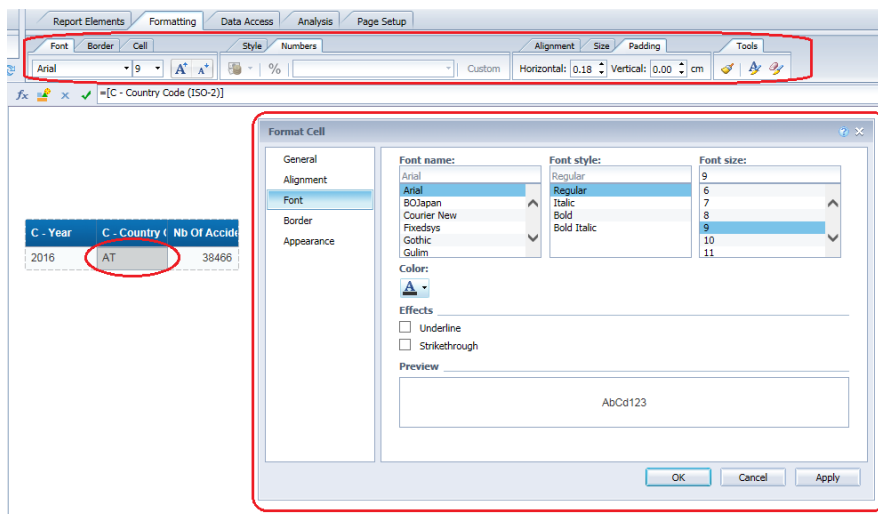 Report Elements Formatting Data Access Analysis Page Setup
Font Border Cell Style Numbers Alignment Size Padding Tools
Arial 9 A A % Custom Horizontal: 0.18 Vertical: 0.00 cm
fx =[C - Country Code (ISO-2)]
Format Cell
General
Alignment
Font
Border
Appearance
Font name: Font style: Font size:
Arial Regular 9
Arial Regular 6
BOJapan Italic 7
Courier New Bold 8
Fixedsys Bold Italic 9
Gothic 10
Gulim 11
Color:
A
Effects
Underline
Strikethrough
Preview
AbCd123
OK Cancel Apply
C - Year C - Country Nb Of Accide
2016 AT 38466